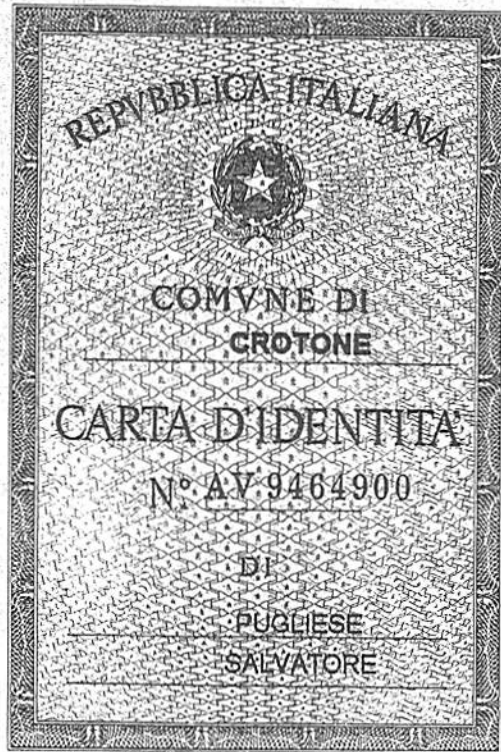 REPVBBLICA ITALIANA
COMVNE DI
CROTONE
CARTA D'IDENTITA'
N° AV 9464900
DI
PUGLIESE
SALVATORE